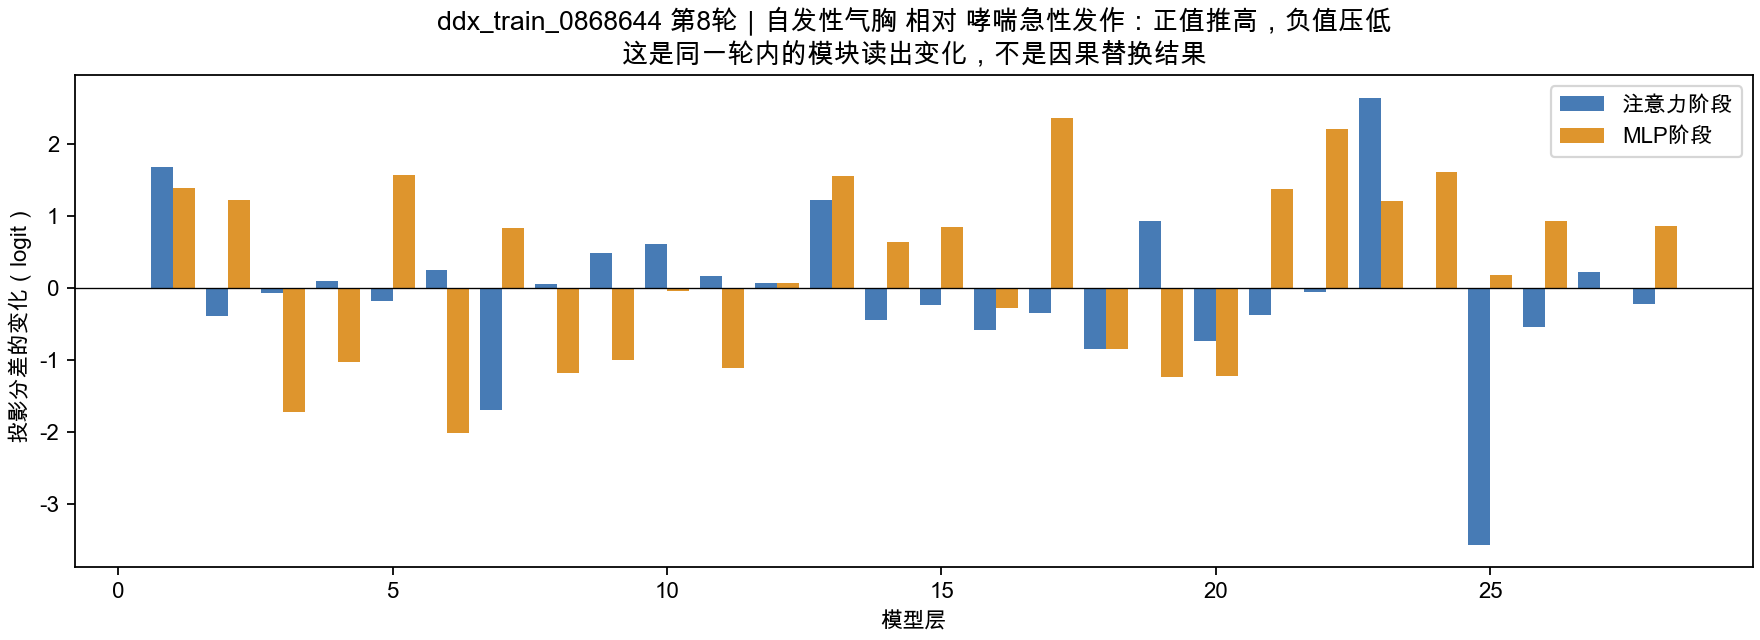 ddx_train_0868644 第8轮 | 自发性气胸 相对 哮喘急性发作：正值推高，负值压低
这是同一轮内的模块读出变化，不是因果替换结果
注意力阶段
MLP阶段
投影分差的变化（logit）
2
1
0
-1
-2
-3
0
5
10
15
20
25
模型层